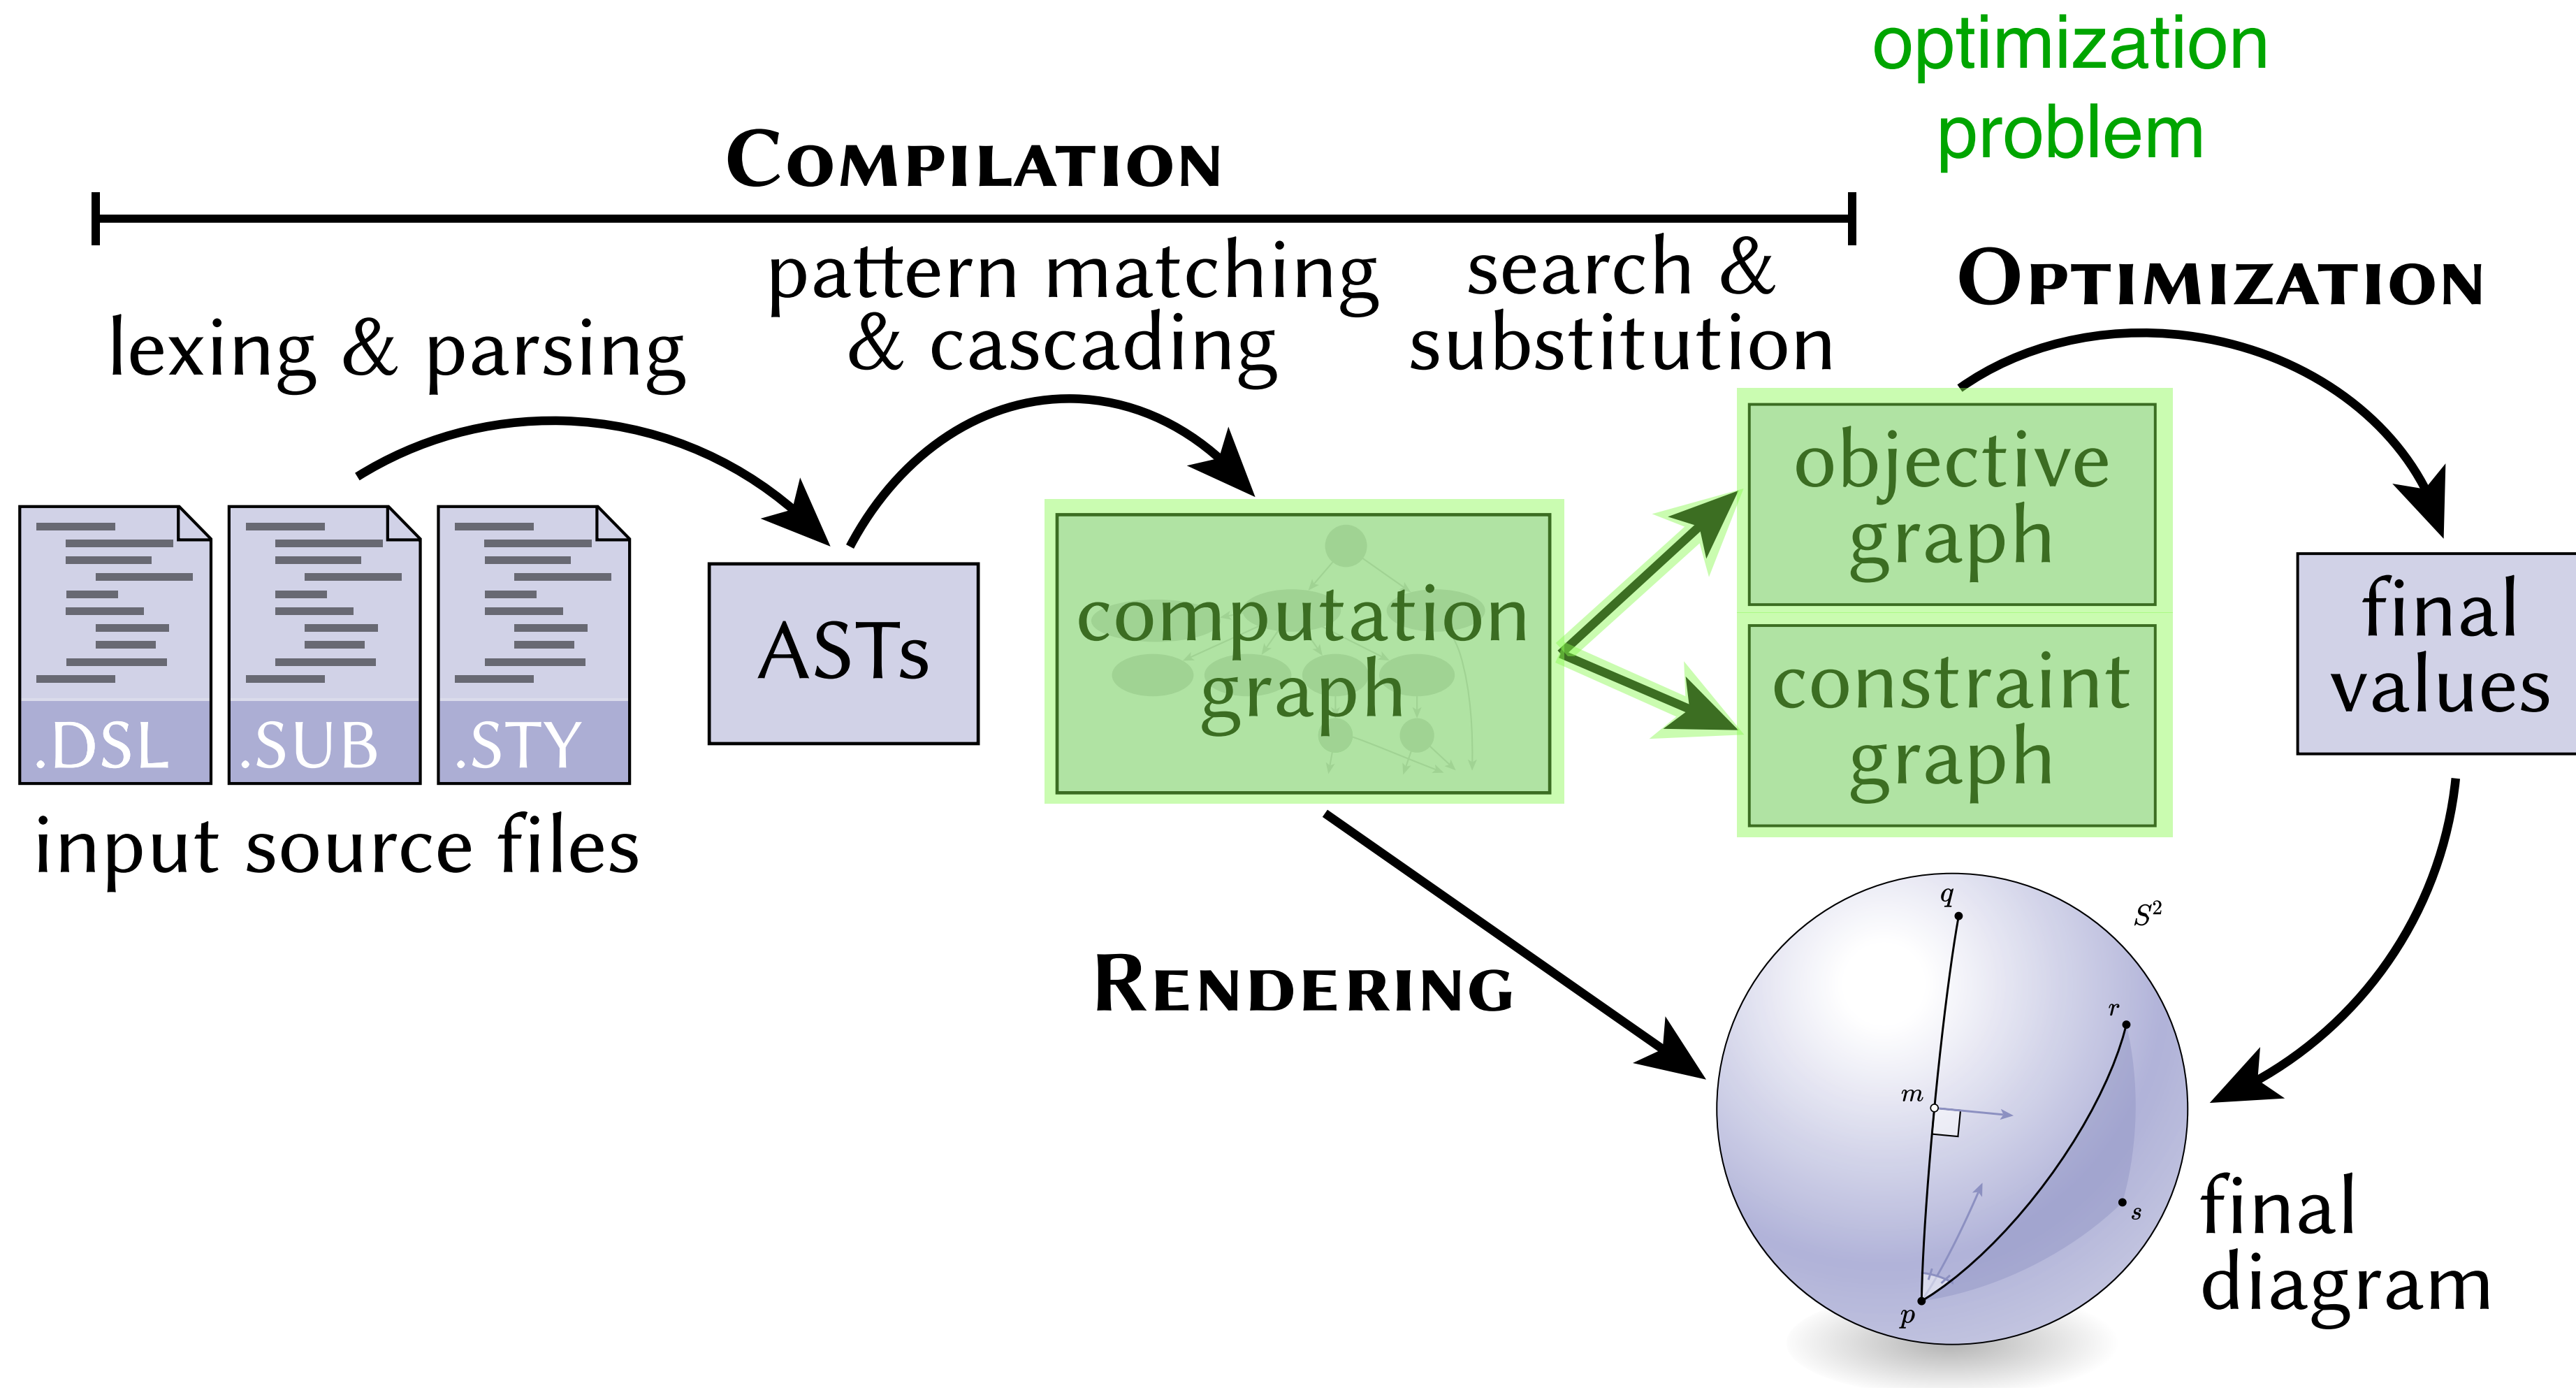 optimization
problem
Compilation
pattern matching
& cascading
search &
substitution
Optimization
lexing & parsing
objective
graph
constraint
graph
computation
graph
ASTs
final
values
.DSL
.SUB
.STY
input source files
Rendering
q
S²
r
m
s
p
final
diagram